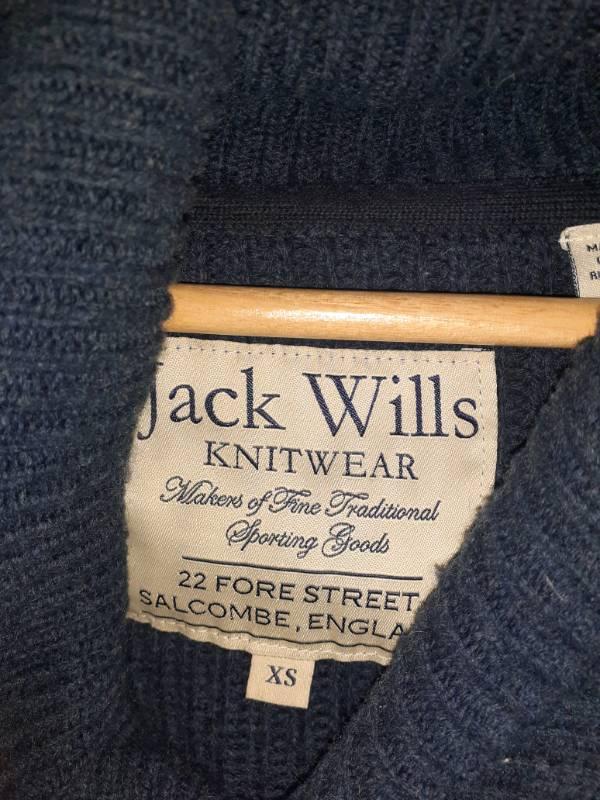 Jack Wills
KNITWEAR
Makers of Fine Traditional
Sporting Goods
22 FORE STREET
SALCOMBE, ENGLA
XS